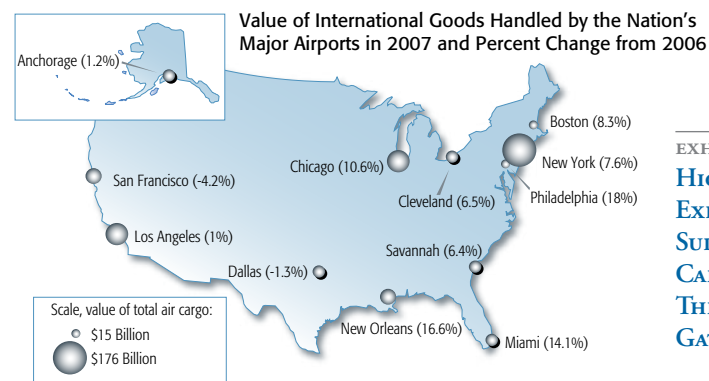 Value of International Goods Handled by the Nation's
Major Airports in 2007 and Percent Change from 2006
Anchorage (1.2%)
Boston (8.3%)
Chicago (10.6%)
New York (7.6%)
San Francisco (-4.2%)
Cleveland (6.5%)
Philadelphia (18%)
Los Angeles (1%)
Savannah (6.4%)
Dallas (-1.3%)
Scale, value of total air cargo:
$15 Billion
$176 Billion
New Orleans (16.6%)
Miami (14.1%)